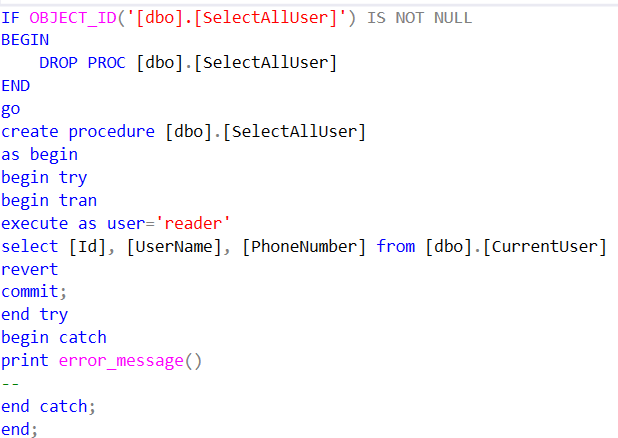 IF OBJECT_ID('[dbo].[SelectAllUser]') IS NOT NULL
BEGIN
    DROP PROC [dbo].[SelectAllUser]
END
go
create procedure [dbo].[SelectAllUser]
as begin
begin try
begin tran
execute as user='reader'
select [Id], [UserName], [PhoneNumber] from [dbo].[CurrentUser]
revert
commit;
end try
begin catch
print error_message()
--
end catch;
end;